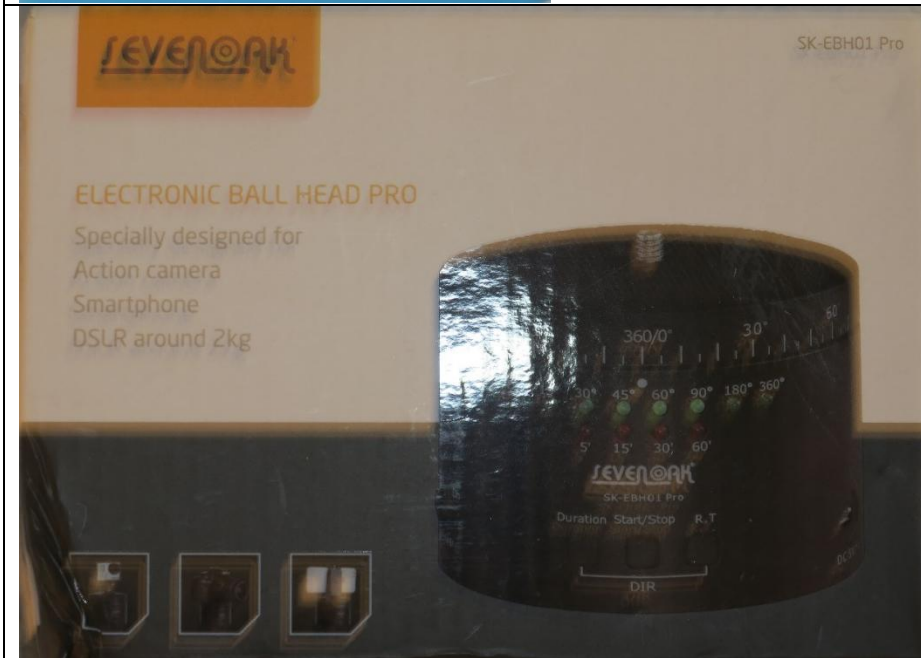 SEVENOAK
SK-EBH01 Pro
ELECTRONIC BALL HEAD PRO
Specially designed for
Action camera
Smartphone
DSLR around 2kg
360/0° 30° 60
30° 45° 60° 90° 180° 360°
5' 15' 30' 60'
SEVENOAK
SK-EBH01 Pro
Duration Start/Stop R.T
DIR